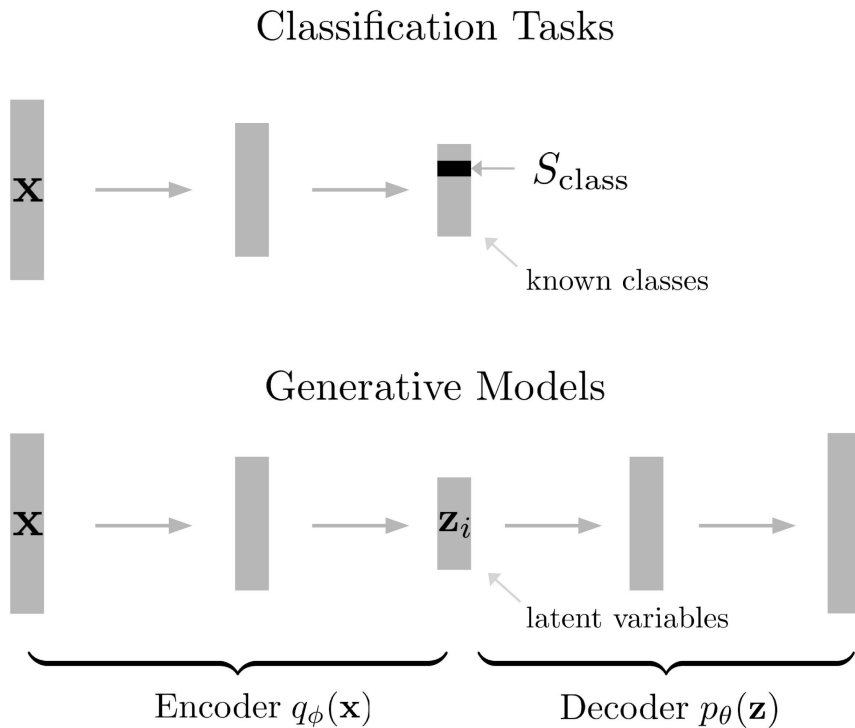 Classification Tasks
x
S_class
known classes
Generative Models
x
z_i
latent variables
Encoder q_ϕ(x)
Decoder p_θ(z)